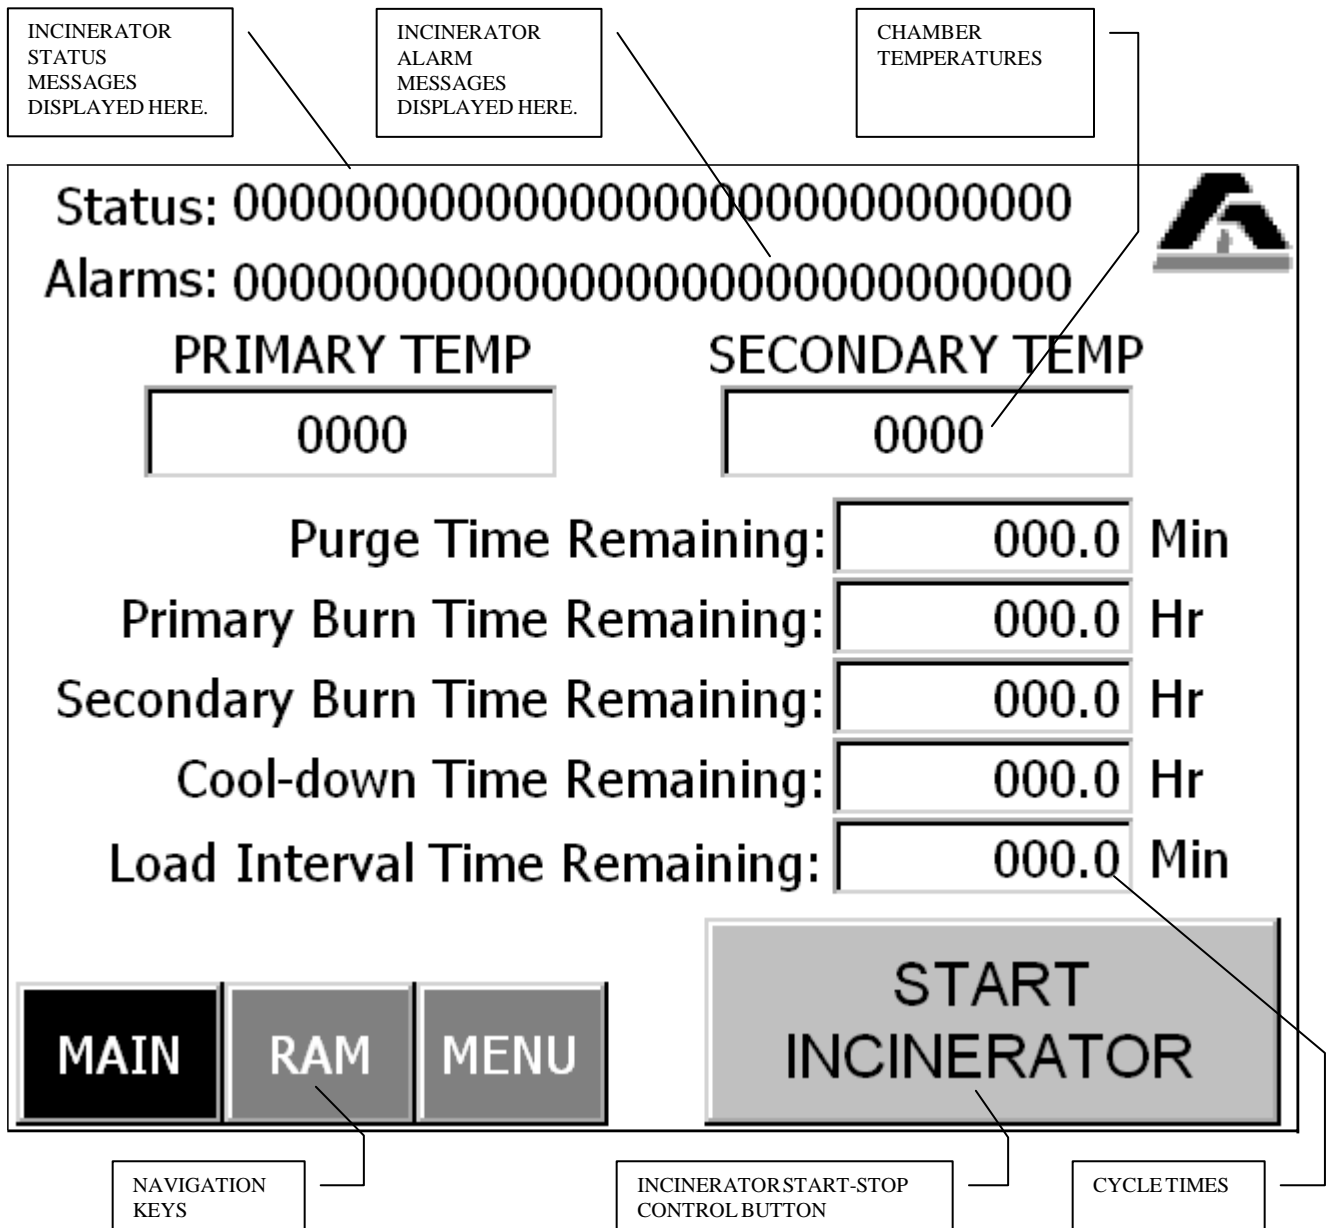 INCINERATOR
STATUS
MESSAGES
DISPLAYED HERE.
INCINERATOR
ALARM
MESSAGES
DISPLAYED HERE.
CHAMBER
TEMPERATURES
Status: 000000000000000000000000000000
Alarms: 000000000000000000000000000000
PRIMARY TEMP
SECONDARY TEMP
0000
0000
Purge Time Remaining: 000.0 Min
Primary Burn Time Remaining: 000.0 Hr
Secondary Burn Time Remaining: 000.0 Hr
Cool-down Time Remaining: 000.0 Hr
Load Interval Time Remaining: 000.0 Min
START
INCINERATOR
MAIN RAM MENU
NAVIGATION
KEYS
INCINERATOR START-STOP
CONTROL BUTTON
CYCLE TIMES